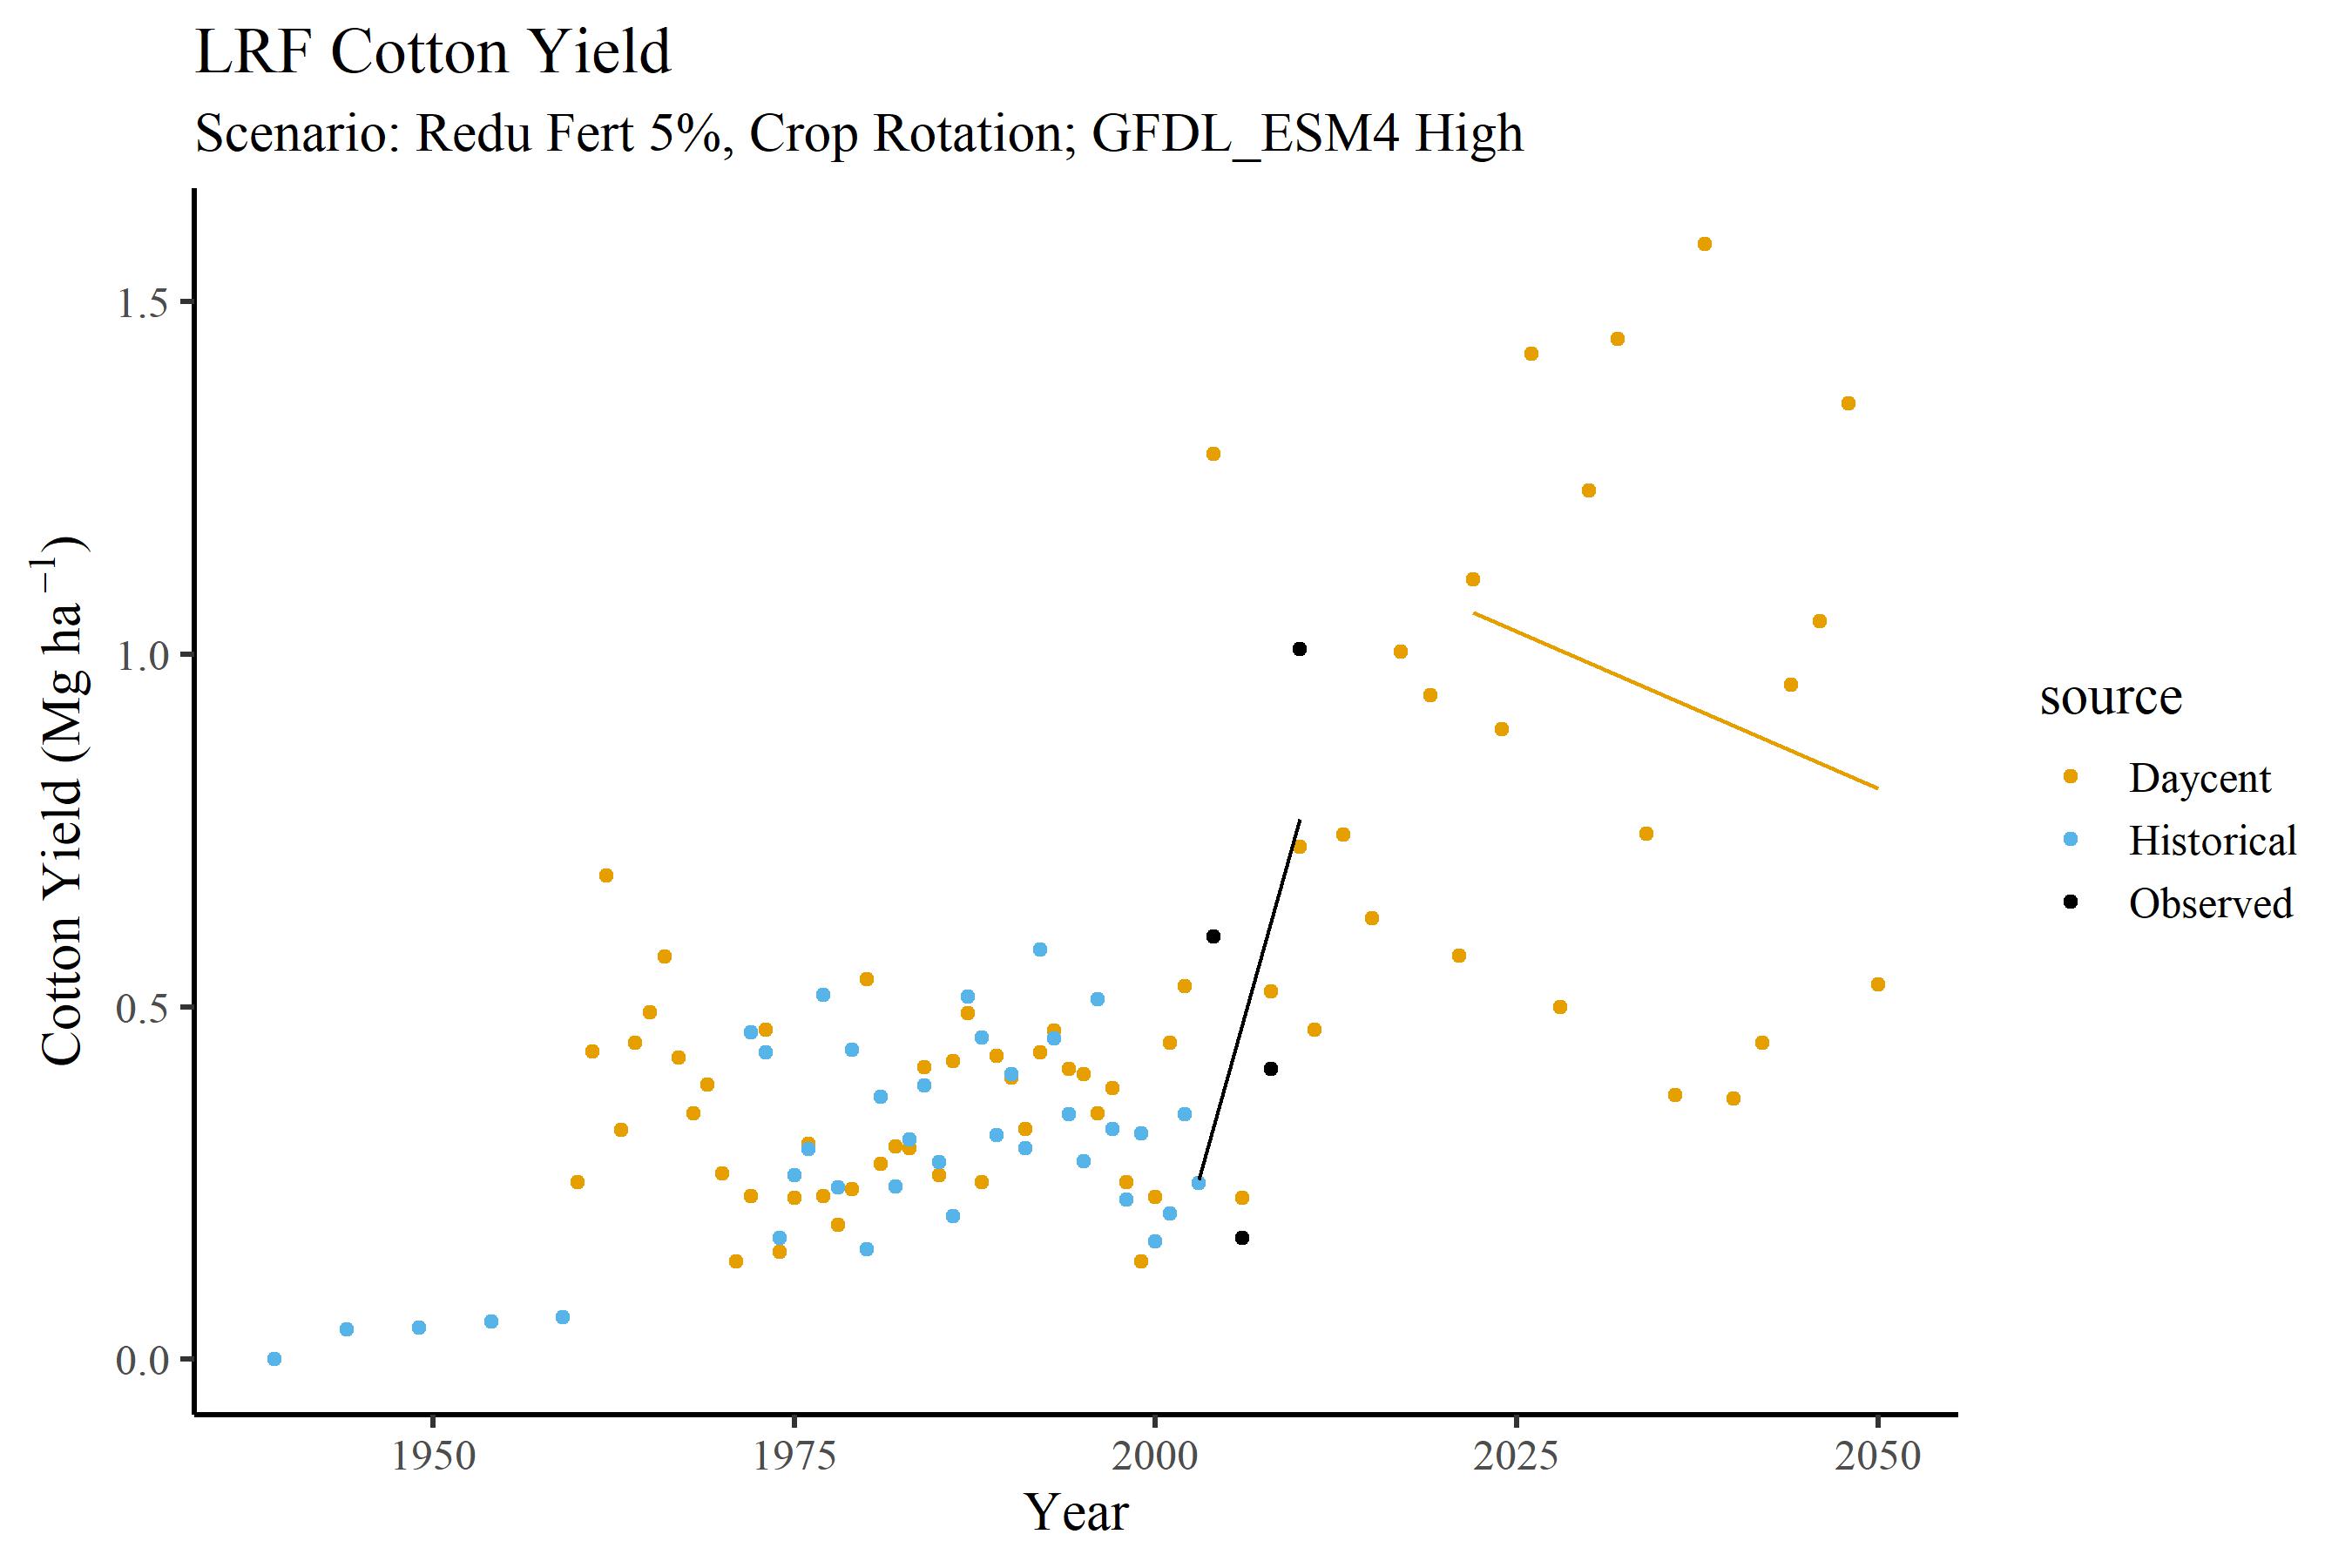 LRF Cotton Yield
Scenario: Redu Fert 5%, Crop Rotation; GFDL_ESM4 High
Cotton Yield (Mg ha⁻¹)
1.5
1.0
0.5
0.0
1950 1975 2000 2025 2050
Year
source
Daycent
Historical
Observed